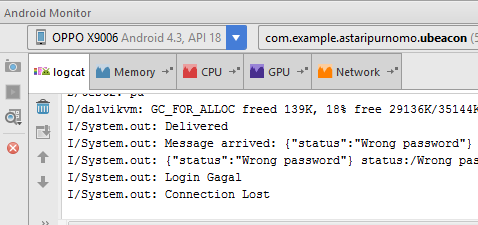 Android Monitor
OPPO X9006 Android 4.3, API 18
com.example.astaripurnomo.ubeacon
logcat
Memory
CPU
GPU
Network
D/dalvikvm: GC_FOR_ALLOC freed 139K, 18% free 29136K/35144K
I/System.out: Delivered
I/System.out: Message arrived: {"status":"Wrong password"}
I/System.out: {"status":"Wrong password"} status:/Wrong pas
I/System.out: Login Gagal
I/System.out: Connection Lost